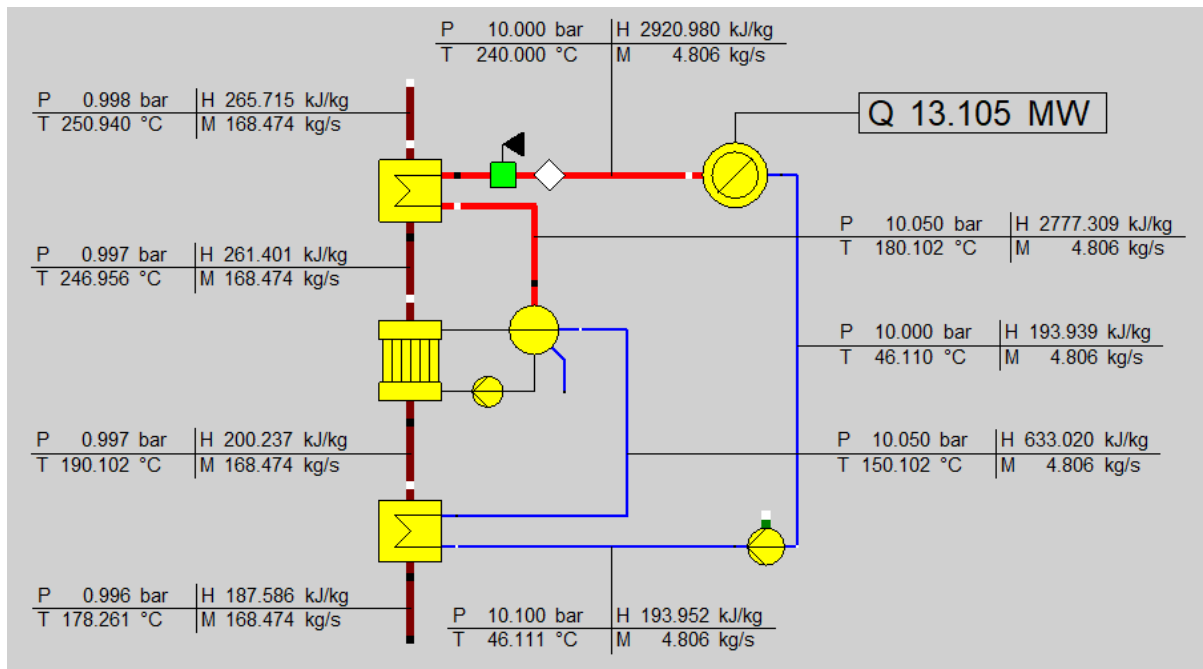 P 10.000 bar H 2920.980 kJ/kg
T 240.000 °C M 4.806 kg/s
P 0.998 bar H 265.715 kJ/kg
T 250.940 °C M 168.474 kg/s
Q 13.105 MW
P 10.050 bar H 2777.309 kJ/kg
T 180.102 °C M 4.806 kg/s
P 0.997 bar H 261.401 kJ/kg
T 246.956 °C M 168.474 kg/s
P 10.000 bar H 193.939 kJ/kg
T 46.110 °C M 4.806 kg/s
P 0.997 bar H 200.237 kJ/kg
T 190.102 °C M 168.474 kg/s
P 10.050 bar H 633.020 kJ/kg
T 150.102 °C M 4.806 kg/s
P 0.996 bar H 187.586 kJ/kg
T 178.261 °C M 168.474 kg/s
P 10.100 bar H 193.952 kJ/kg
T 46.111 °C M 4.806 kg/s